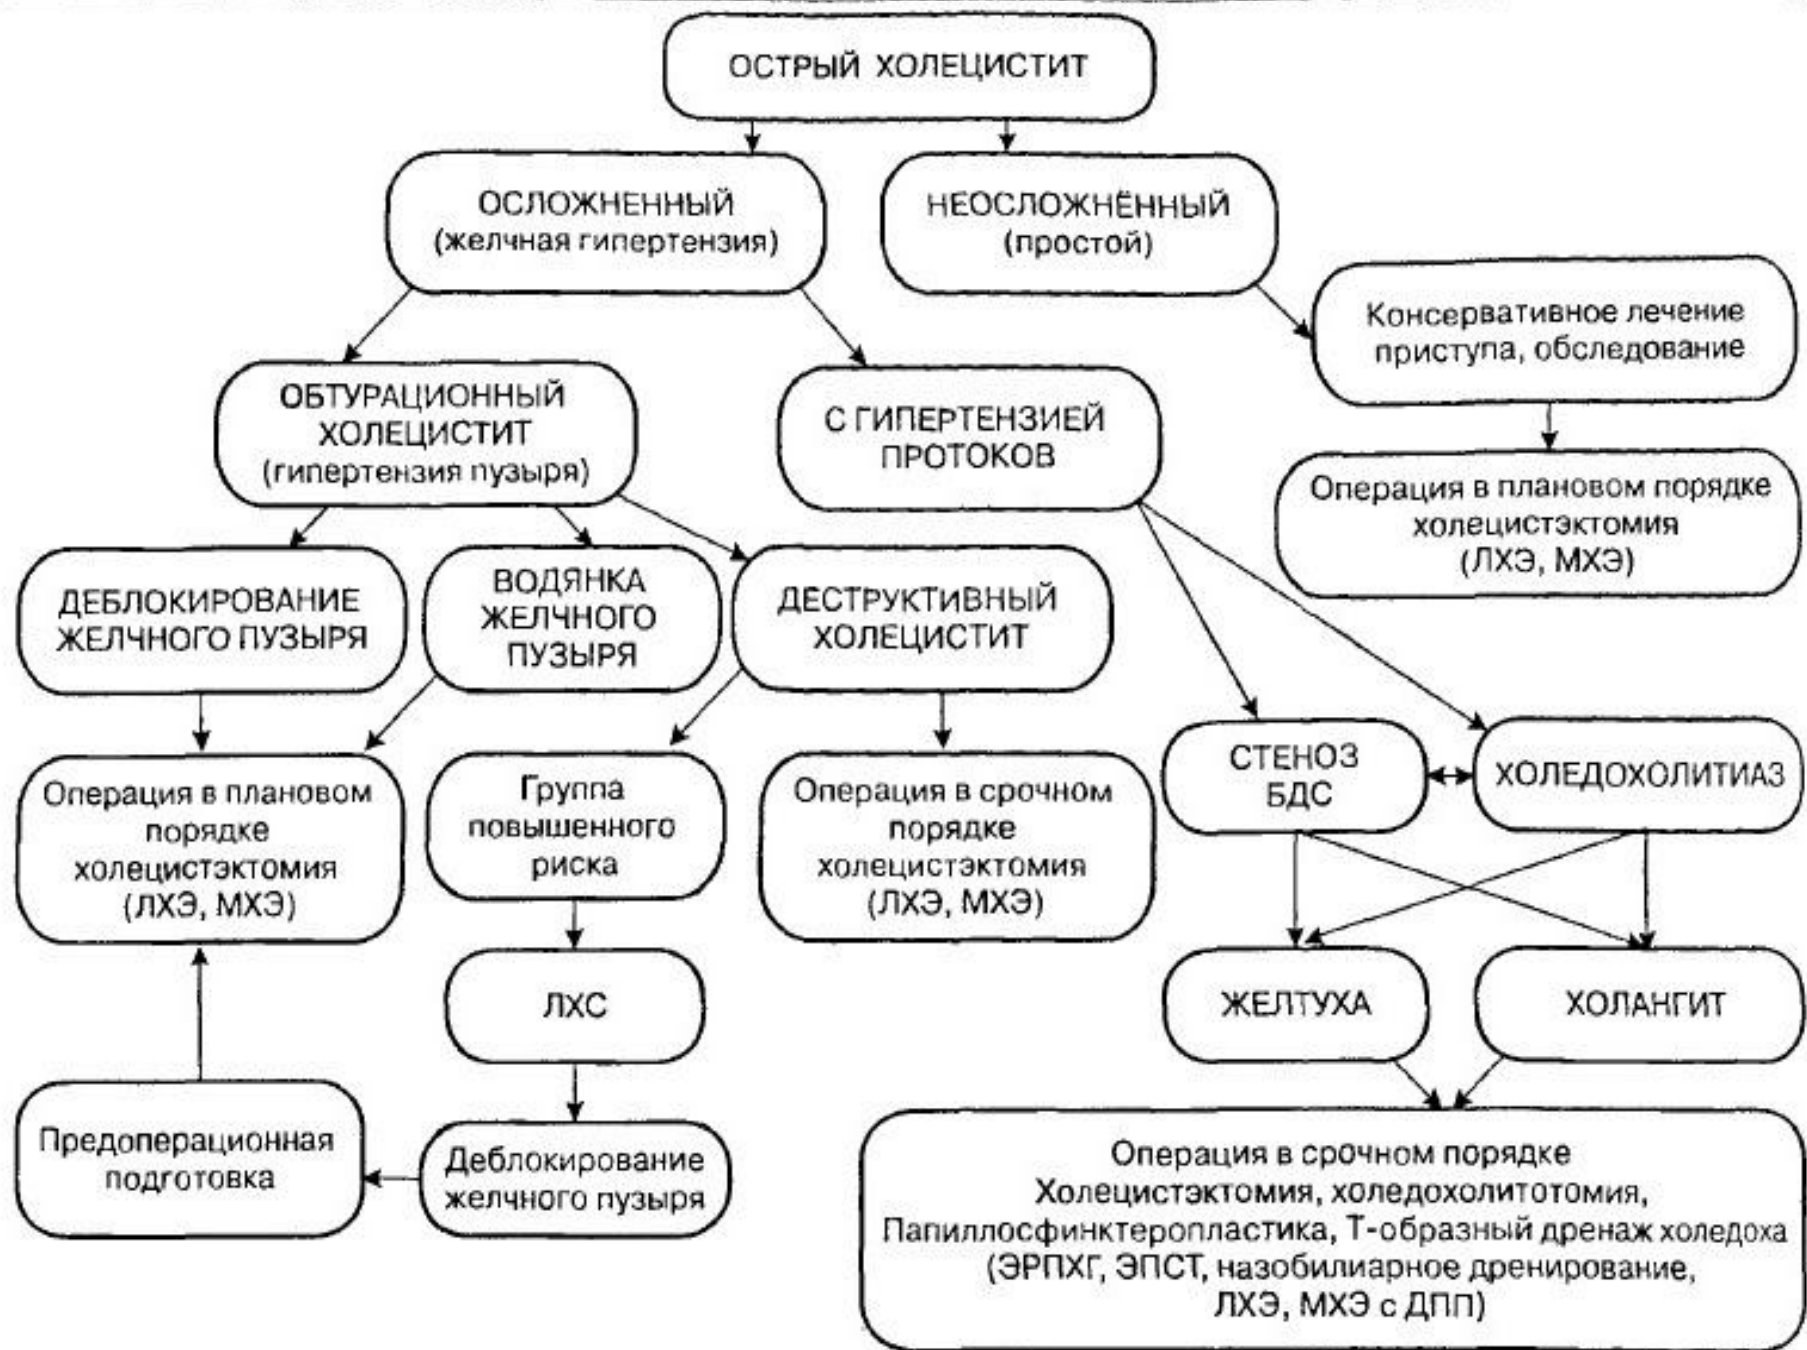 ОСТРЫЙ ХОЛЕЦИСТИТ
ОСЛОЖНЕННЫЙ
(желчная гипертензия)
НЕОСЛОЖНЁННЫЙ
(простой)
Консервативное лечение
приступа, обследование
ОБТУРАЦИОННЫЙ
ХОЛЕЦИСТИТ
(гипертензия пузыря)
С ГИПЕРТЕНЗИЕЙ
ПРОТОКОВ
Операция в плановом порядке
холецистэктомия
(ЛХЭ, МХЭ)
ДЕБЛОКИРОВАНИЕ
ЖЕЛЧНОГО ПУЗЫРЯ
ВОДЯНКА
ЖЕЛЧНОГО
ПУЗЫРЯ
ДЕСТРУКТИВНЫЙ
ХОЛЕЦИСТИТ
Операция в плановом
порядке
холецистэктомия
(ЛХЭ, МХЭ)
Группа
повышенного
риска
Операция в срочном
порядке
холецистэктомия
(ЛХЭ, МХЭ)
СТЕНОЗ
БДС
ХОЛЕДОХОЛИТИАЗ
ЛХС
ЖЕЛТУХА
ХОЛАНГИТ
Предоперационная
подготовка
Деблокирование
желчного пузыря
Операция в срочном порядке
Холецистэктомия, холедохолитотомия,
Папиллосфинктеропластика, Т-образный дренаж холедоха
(ЭРПХГ, ЭПСТ, назобилиарное дренирование,
ЛХЭ, МХЭ с ДПП)